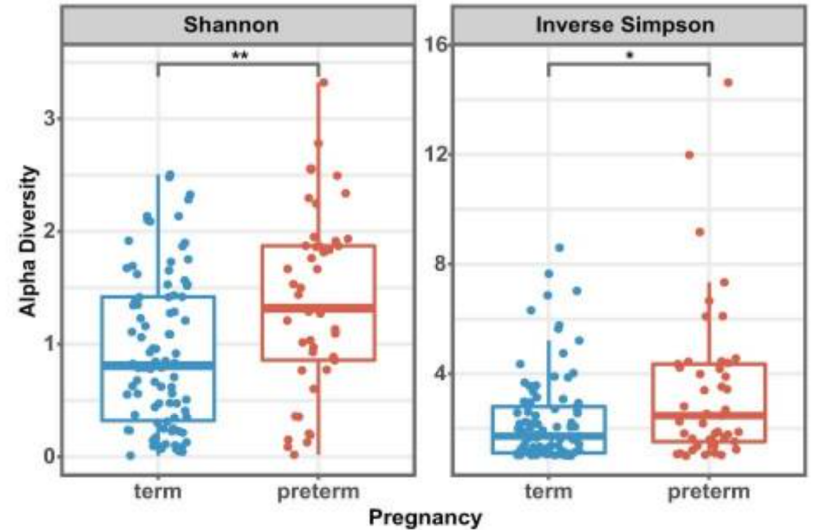 Shannon
Inverse Simpson
**
*
Alpha Diversity
3
2
1
0
16
12
8
4
term
preterm
term
preterm
Pregnancy